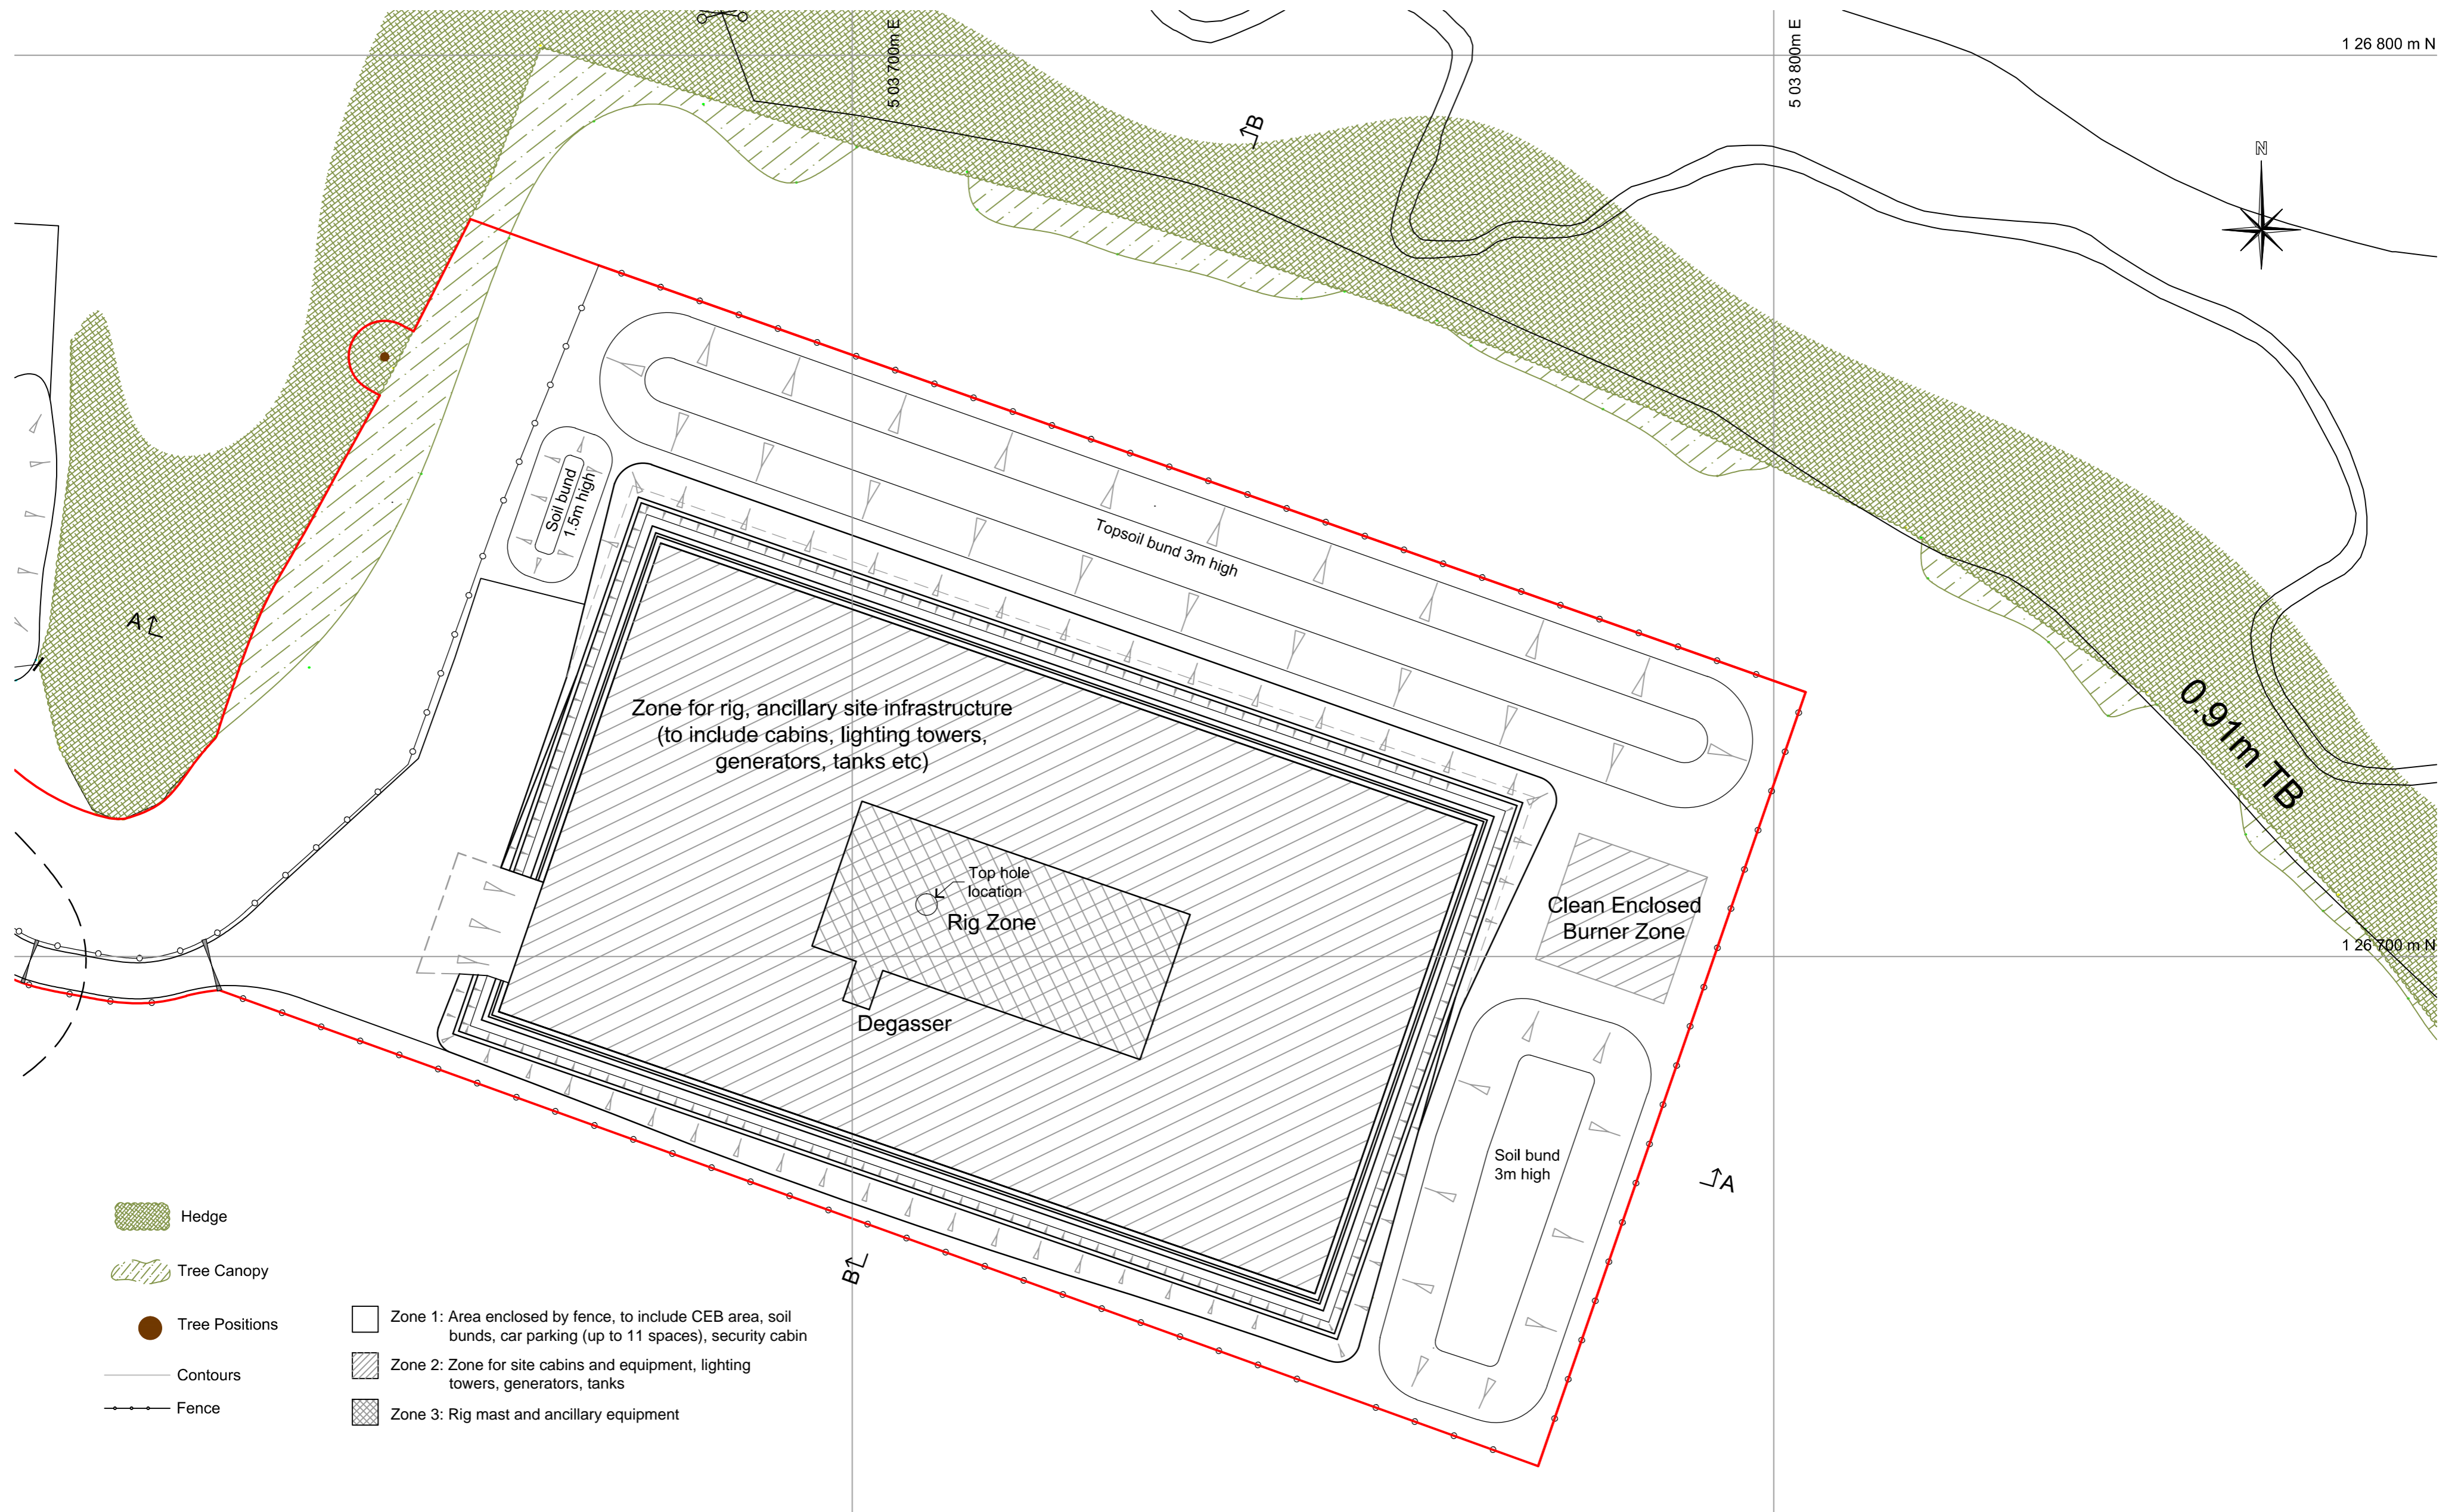 5 03 700m E
5 03 800m E
1 26 800 m N
B
N
Soil bund
1.5m high
Topsoil bund 3m high
A
Zone for rig, ancillary site infrastructure
(to include cabins, lighting towers,
generators, tanks etc)
0.91m TB
Top hole
location
Rig Zone
Clean Enclosed
Burner Zone
1 26 700 m N
Degasser
Soil bund
3m high
A
B
Hedge
Tree Canopy
Tree Positions
Contours
Fence
Zone 1: Area enclosed by fence, to include CEB area, soil
bunds, car parking (up to 11 spaces), security cabin
Zone 2: Zone for site cabins and equipment, lighting
towers, generators, tanks
Zone 3: Rig mast and ancillary equipment